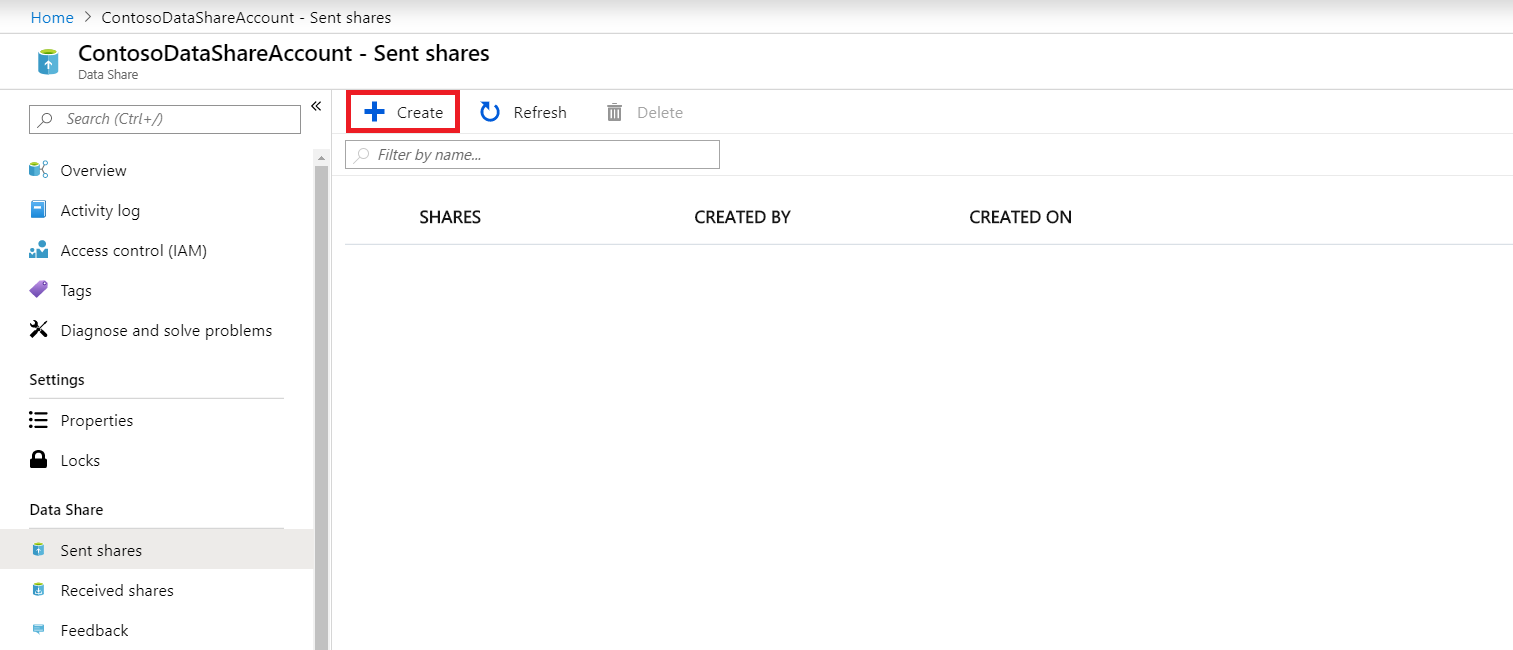 Home > ContosoDataShareAccount - Sent shares
ContosoDataShareAccount - Sent shares
Data Share
Search (Ctrl+/)
«
Overview
Activity log
Access control (IAM)
Tags
Diagnose and solve problems
Settings
Properties
Locks
Data Share
Sent shares
Received shares
Feedback
Create Refresh Delete
Filter by name...
SHARES CREATED BY CREATED ON